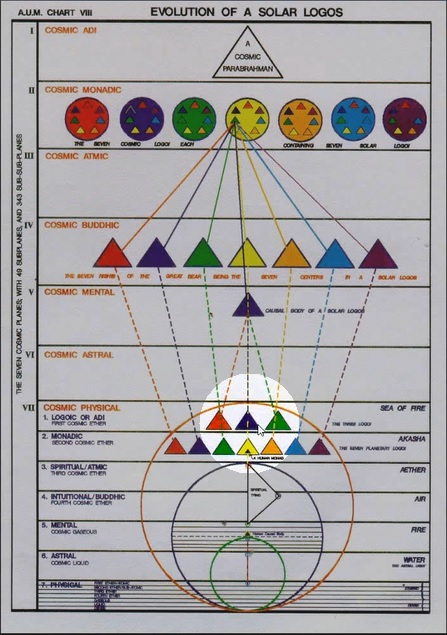 A.U.M. CHART VIII
EVOLUTION OF A SOLAR LOGOS
THE SEVEN COSMIC PLANES; WITH 49 SUBPLANES, AND 343 SUB-SUB-PLANES
I COSMIC ADI
A
COSMIC
PARABRAHMAN
II COSMIC MONADIC
THE SEVEN COSMIC LOGOI EACH CONTAINING SEVEN SOLAR LOGOI
III COSMIC ATMIC
IV COSMIC BUDDHIC
THE SEVEN RISHIS OF THE GREAT BEAR BEING THE SEVEN CENTERS IN A SOLAR LOGOS
V COSMIC MENTAL
CAUSAL BODY OF A SOLAR LOGOS
VI COSMIC ASTRAL
VII COSMIC PHYSICAL
SEA OF FIRE
1. LOGOIC OR ADI
FIRST COSMIC ETHER
THE THREE LOGOI
2. MONADIC
SECOND COSMIC ETHER
AKASHA
THE SEVEN PLANETARY LOGOI
A HUMAN MONAD
3. SPIRITUAL/ATMIC
THIRD COSMIC ETHER
AETHER
SPIRITUAL
TRIAD
4. INTUITIONAL/BUDDHIC
FOURTH COSMIC ETHER
AIR
5. MENTAL
COSMIC GASEOUS
FIRE
6. ASTRAL
COSMIC LIQUID
WATER
THE ASTRAL LIGHT
7. PHYSICAL